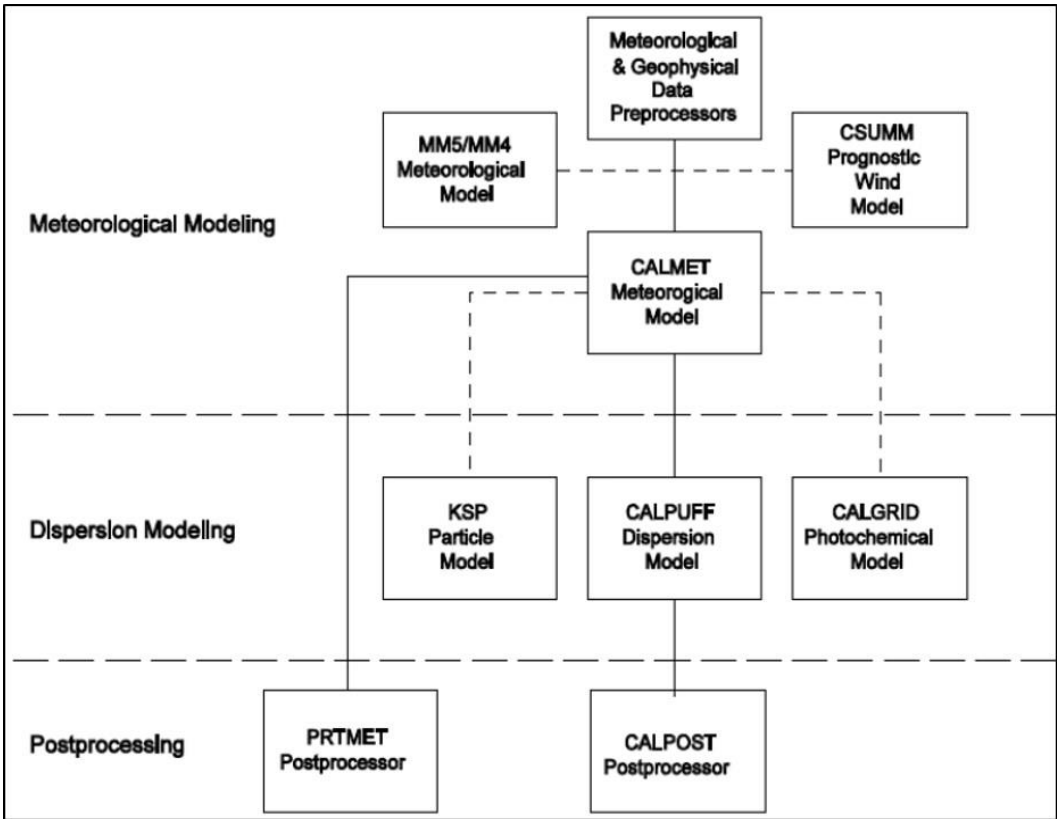 Meteorological
& Geophysical
Data
Preprocessors
MM5/MM4
Meteorological
Model
CSUMM
Prognostic
Wind
Model
Meteorological Modeling
CALMET
Meteorogical
Model
Dispersion Modeling
KSP
Particle
Model
CALPUFF
Dispersion
Model
CALGRID
Photochemical
Model
Postprocessing
PRTMET
Postprocessor
CALPOST
Postprocessor